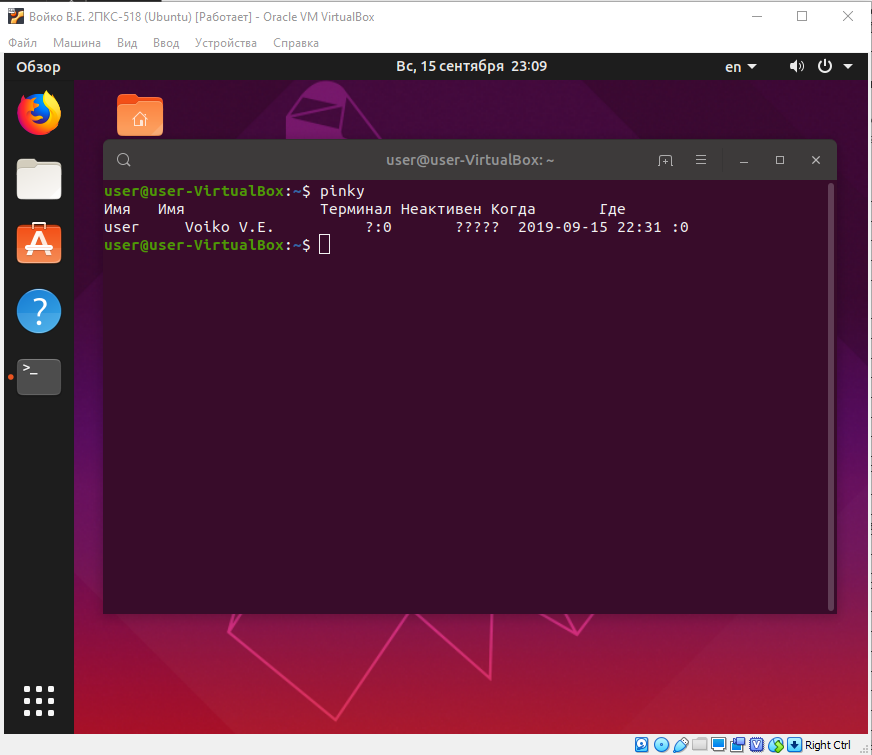 Войко В.Е. 2ПКС-518 (Ubuntu) [Работает] - Oracle VM VirtualBox
Файл Машина Вид Ввод Устройства Справка
Обзор Вс, 15 сентября 23:09 en
user@user-VirtualBox: ~
user@user-VirtualBox:~$ pinky
Имя Имя Терминал Неактивен Когда Где
user Voiko V.E. ?:0 ????? 2019-09-15 22:31 :0
user@user-VirtualBox:~$
Right Ctrl